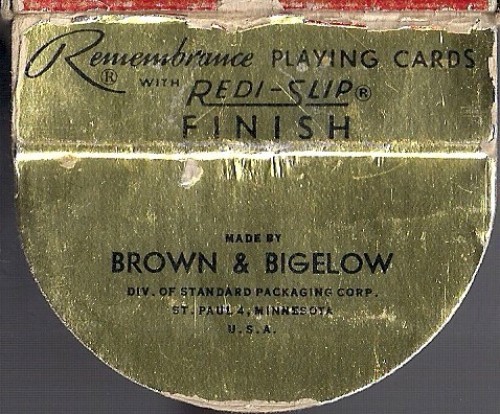 Remembrance® PLAYING CARDS
WITH REDI-SLIP®
FINISH
MADE BY
BROWN & BIGELOW
DIV. OF STANDARD PACKAGING CORP.
ST. PAUL 4, MINNESOTA
U.S.A.